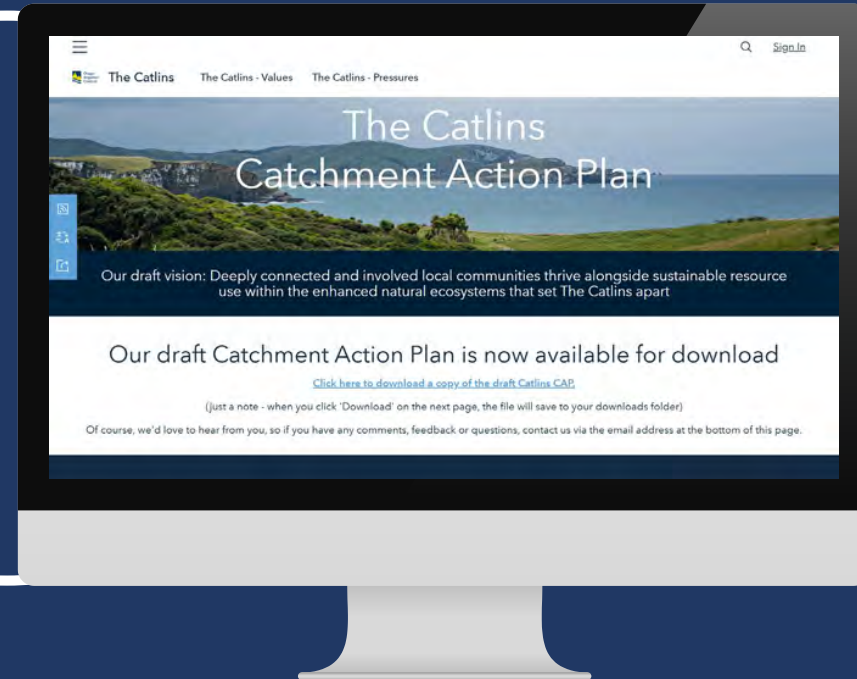 Sign In
The Catlins
The Catlins - Values
The Catlins - Pressures
The Catlins
Catchment Action Plan
Our draft vision: Deeply connected and involved local communities thrive alongside sustainable resource
use within the enhanced natural ecosystems that set The Catlins apart
Our draft Catchment Action Plan is now available for download
Click here to download a copy of the draft Catlins CAP.
(Just a note - when you click 'Download' on the next page, the file will save to your downloads folder)
Of course, we'd love to hear from you, so if you have any comments, feedback or questions, contact us via the email address at the bottom of this page.